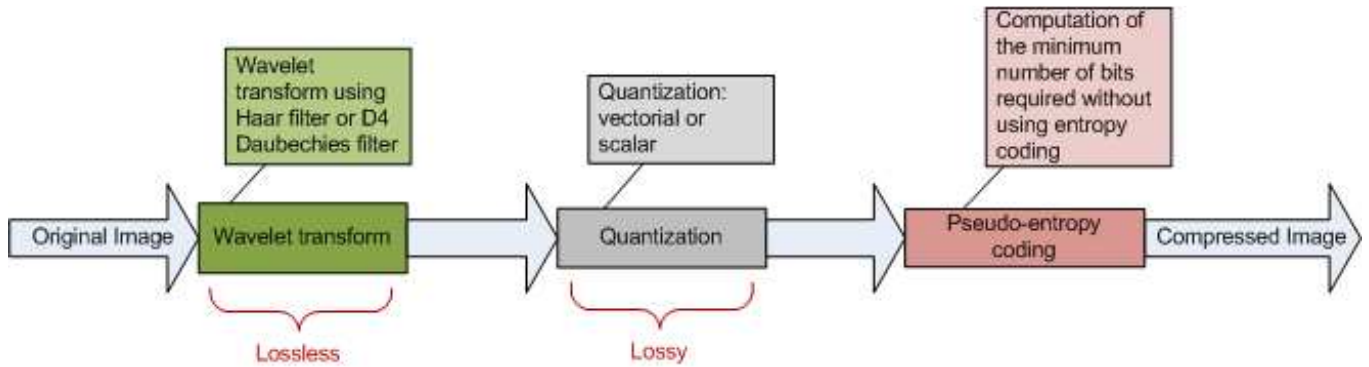 Wavelet
transform using
Haar filter or D4
Daubechies filter
Quantization:
vectorial or
scalar
Computation of
the minimum
number of bits
required without
using entropy
coding
Original Image
Wavelet transform
Quantization
Pseudo-entropy
coding
Compressed Image
Lossless
Lossy